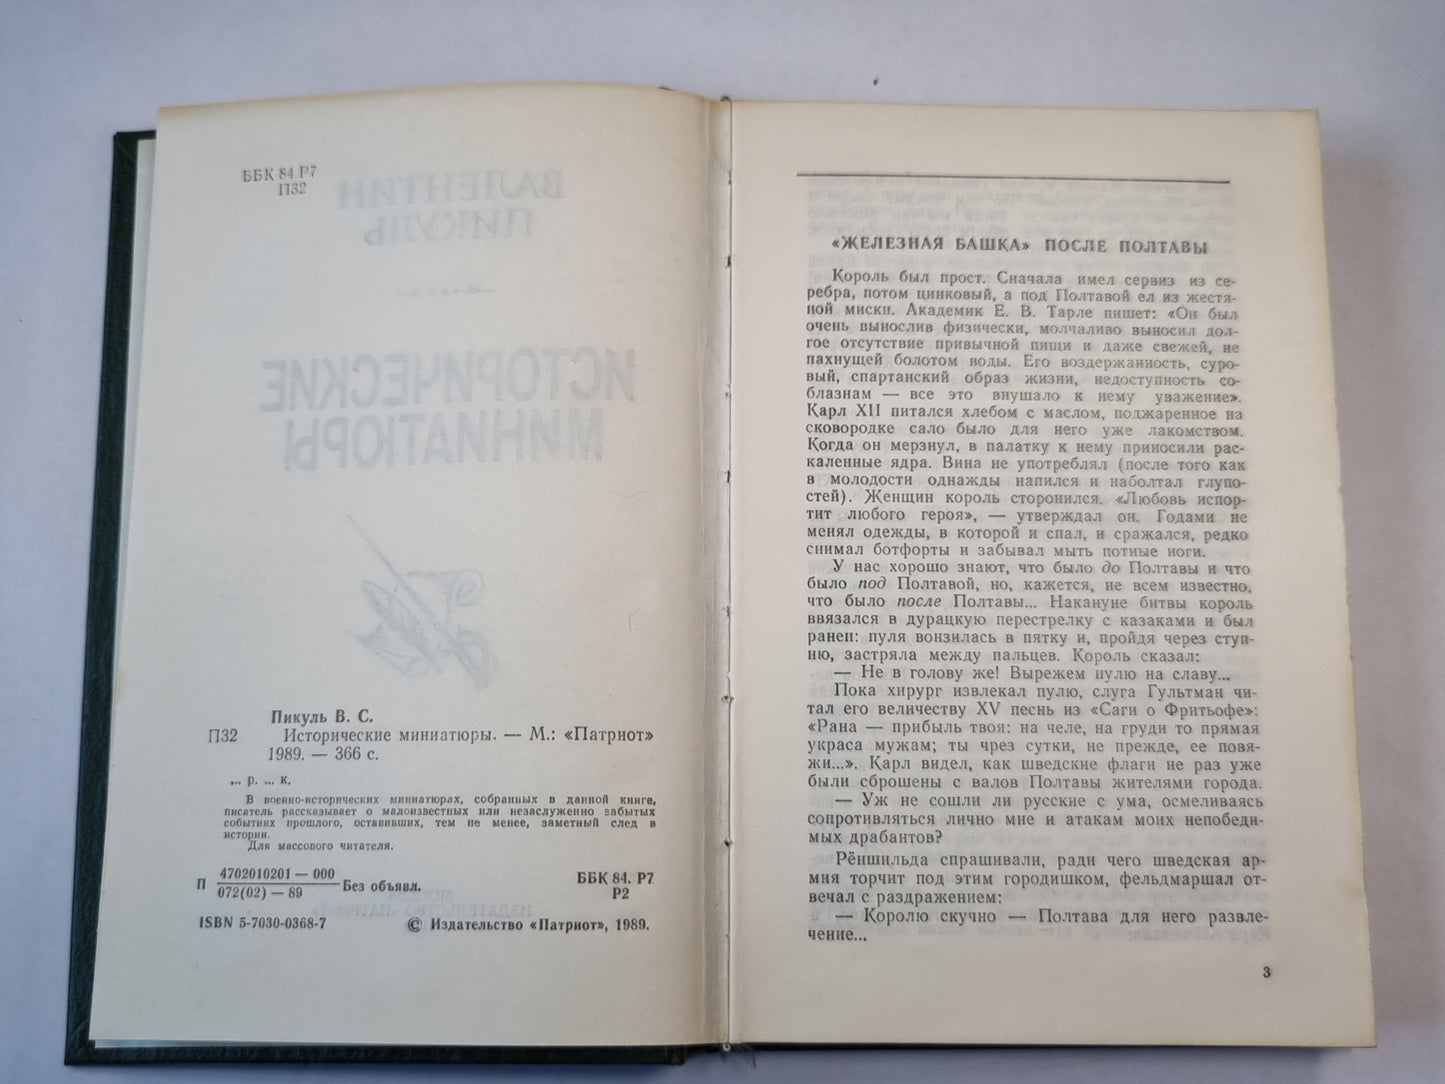 ББК 84.Р7
П32
Пикуль В. С.
П32 Исторические миниатюры. — М.: «Патриот»
1989. — 366 с.
... р. ... к.
В военно-исторических миниатюрах, собранных в данной книге,
писатель рассказывает о малоизвестных или незаслуженно забытых
событиях прошлого, оставивших, тем не менее, заметный след в
истории.
Для массового читателя.
П 4702010201 — 000
072(02) — 89
Без объявл.
ББК 84. Р7
Р2
ISBN 5-7030-0368-7
© Издательство «Патриот», 1989.
«ЖЕЛЕЗНАЯ БАШКА» ПОСЛЕ ПОЛТАВЫ
Король был прост. Сначала имел сервиз из се-
ребра, потом цинковый, а под Полтавой ел из жестя-
ной миски. Академик Е. В. Тарле пишет: «Он был
очень вынослив физически, молчаливо выносил дол-
гое отсутствие привычной пищи и даже свежей, не
пахнущей болотом воды. Его воздержанность, суро-
вый, спартанский образ жизни, недоступность со-
блазнам — все это внушало к нему уважение».
Карл XII питался хлебом с маслом, поджаренное на
сковородке сало было для него уже лакомством.
Когда он мерзнул, в палатку к нему приносили рас-
каленные ядра. Вина не употреблял (после того как
в молодости однажды напился и наболтал глупо-
стей). Женщин король сторонился. «Любовь испор-
тит любого героя», — утверждал он. Годами не
менял одежды, в которой и спал, и сражался, редко
снимал ботфорты и забывал мыть потные ноги.
У нас хорошо знают, что было до Полтавы и что
было под Полтавой, но, кажется, не всем известно,
что было после Полтавы... Накануне битвы король
ввязался в дурацкую перестрелку с казаками и был
ранен: пуля вонзилась в пятку и, пройдя через ступ-
ню, застряла между пальцев. Король сказал:
— Не в голову же! Вырежем пулю на славу...
Пока хирург извлекал пулю, слуга Гультман чи-
тал его величеству XV песнь из «Саги о Фритьофе»:
«Рана — прибыль твоя: на челе, на груди то прямая
украса мужам; ты чрез сутки, не прежде, ее повя-
жи...». Карл видел, как шведские флаги не раз уже
были сброшены с валов Полтавы жителями города.
— Уж не сошли ли русские с ума, осмеливаясь
сопротивляться лично мне и атакам моих непобеди-
мых драбантов?
Рёншильда спрашивали, ради чего шведская ар-
мия торчит под этим городишком, фельдмаршал от-
вечал с раздражением:
— Королю скучно — Полтава для него развле-
чение...
3